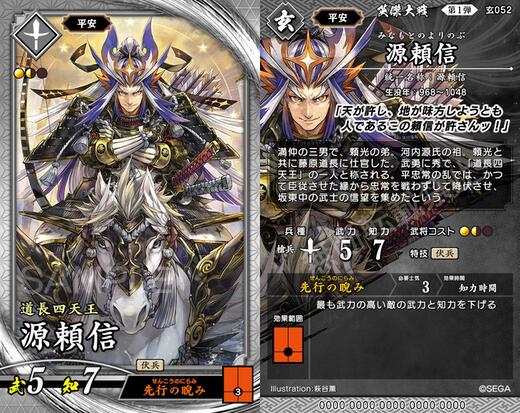 平安
道長四天王
源頼信
伏兵
武5 知7
せんこうのにらみ
先行の睨み
3
玄
平安
英傑大戦
第1弾
玄052
みなもとのよりのぶ
源頼信
統一名称:源頼信
生没年:968~1048
「天が許し、地が味方しようとも
人であるこの頼信が許さんッ!」
満仲の三男で、頼光の弟、河内源氏の祖。頼光と
共に藤原道長に仕官した。武勇に秀で、「道長四
天王」の一人と称される。平忠常の乱では、かつ
て臣従させた縁から忠常を戦わずして降伏させ、
坂東中の武士の信望を集めたという。
兵種 武力 知力 武将コスト
槍兵 5 7 特技 伏兵
せんこうのにらみ 必要士気 効果時間
先行の睨み 3 知力時間
最も武力の高い敵の武力と知力を下げる
効果範囲
Illustration:萩谷薫
©SEGA
0000-0000-0000-0000-0000